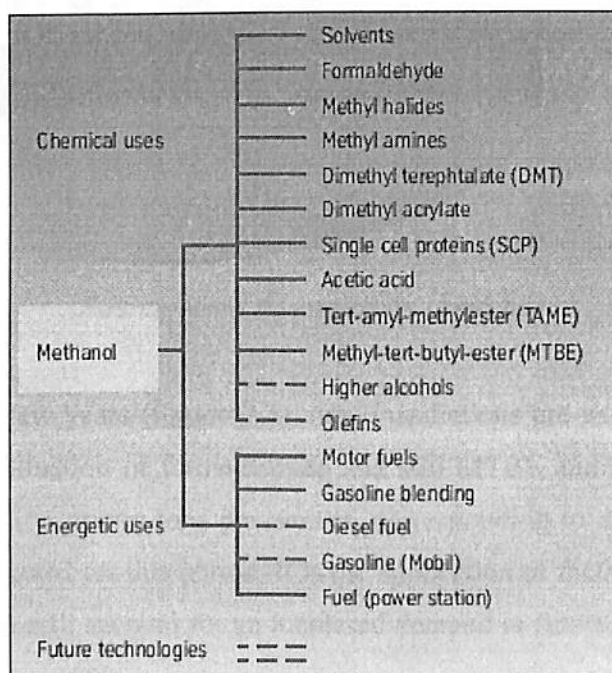 Solvents
Formaldehyde
Methyl halides
Chemical uses
Methyl amines
Dimethyl terephtalate (DMT)
Dimethyl acrylate
Single cell proteins (SCP)
Acetic acid
Tert-amyl-methylester (TAME)
Methanol
Methyl-tert-butyl-ester (MTBE)
Higher alcohols
Olefins
Motor fuels
Gasoline blending
Energetic uses
Diesel fuel
Gasoline (Mobil)
Fuel (power station)
Future technologies